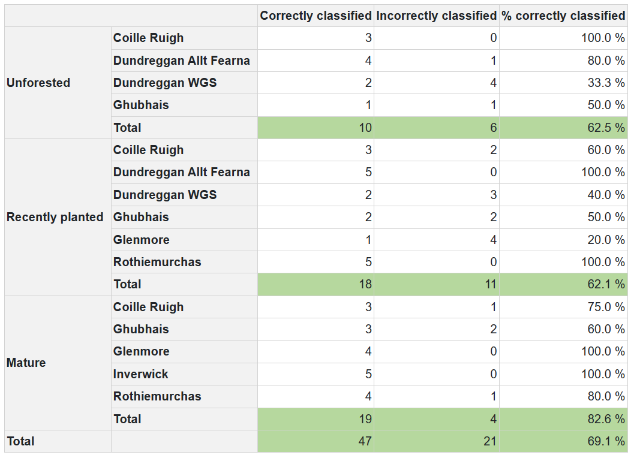 Correctly classified Incorrectly classified % correctly classified
Unforested
Coille Ruigh 3 0 100.0 %
Dundreggan Allt Fearna 4 1 80.0 %
Dundreggan WGS 2 4 33.3 %
Ghubhais 1 1 50.0 %
Total 10 6 62.5 %
Recently planted
Coille Ruigh 3 2 60.0 %
Dundreggan Allt Fearna 5 0 100.0 %
Dundreggan WGS 2 3 40.0 %
Ghubhais 2 2 50.0 %
Glenmore 1 4 20.0 %
Rothiemurchas 5 0 100.0 %
Total 18 11 62.1 %
Mature
Coille Ruigh 3 1 75.0 %
Ghubhais 3 2 60.0 %
Glenmore 4 0 100.0 %
Inverwick 5 0 100.0 %
Rothiemurchas 4 1 80.0 %
Total 19 4 82.6 %
Total 47 21 69.1 %